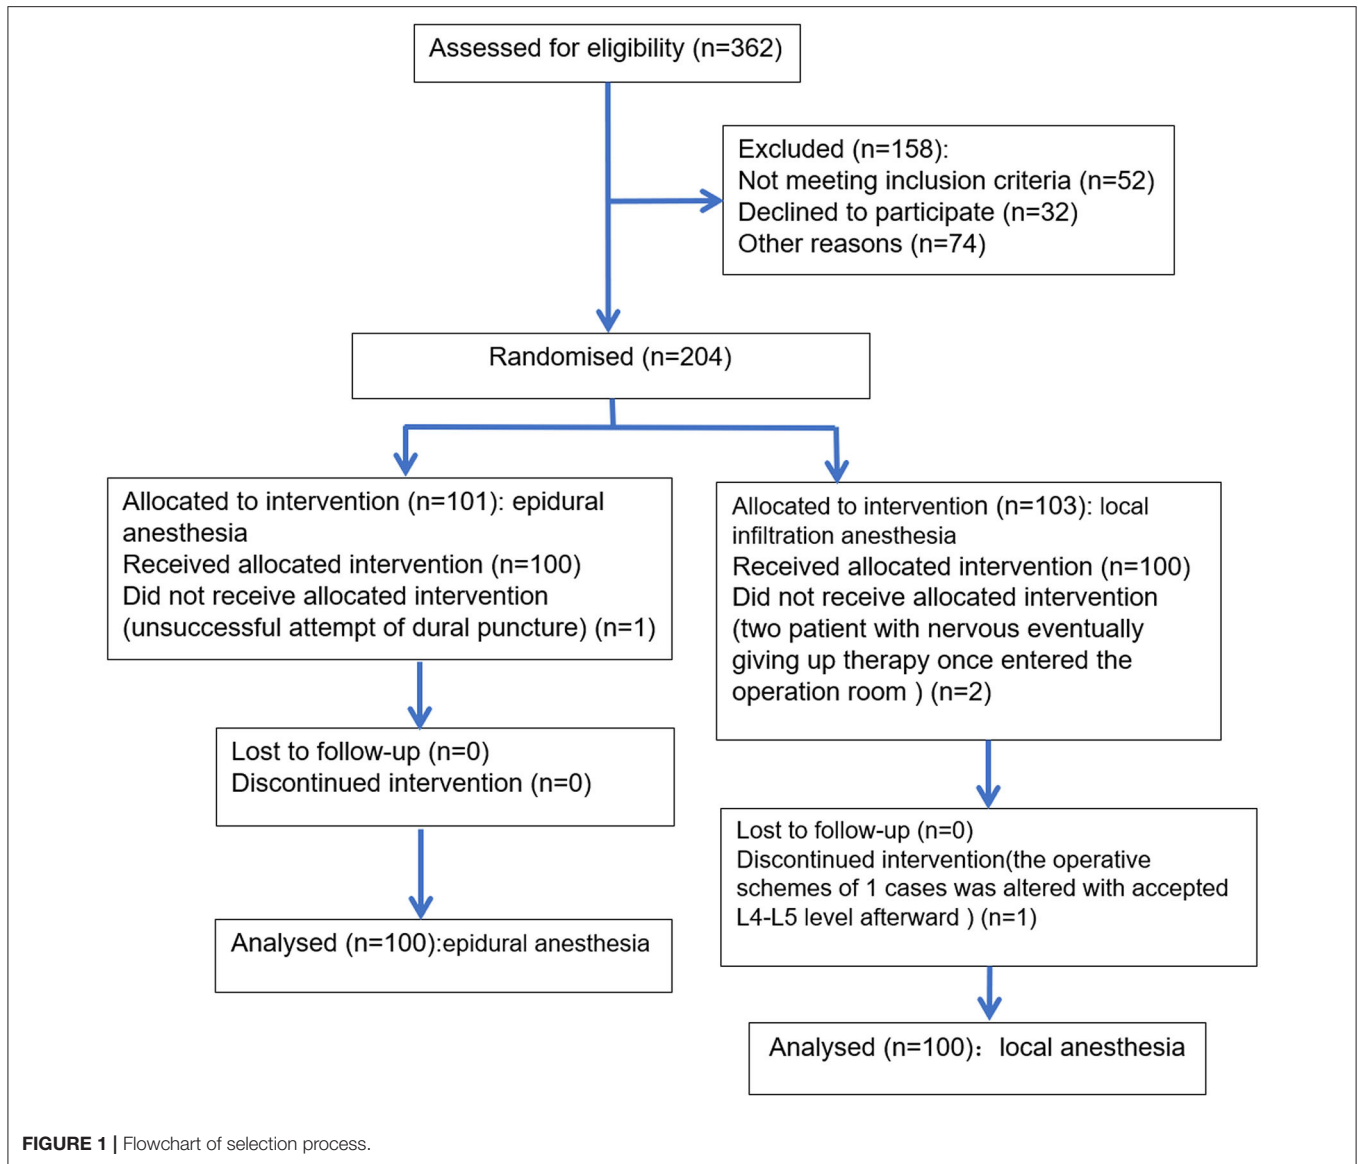 Assessed for eligibility (n=362)
Excluded (n=158):
Not meeting inclusion criteria (n=52)
Declined to participate (n=32)
Other reasons (n=74)
Randomised (n=204)
Allocated to intervention (n=101): epidural
anesthesia
Received allocated intervention (n=100)
Did not receive allocated intervention
(unsuccessful attempt of dural puncture) (n=1)
Allocated to intervention (n=103): local
infiltration anesthesia
Received allocated intervention (n=100)
Did not receive allocated intervention
(two patient with nervous eventually
giving up therapy once entered the
operation room ) (n=2)
Lost to follow-up (n=0)
Discontinued intervention (n=0)
Lost to follow-up (n=0)
Discontinued intervention(the operative
schemes of 1 cases was altered with accepted
L4-L5 level afterward ) (n=1)
Analysed (n=100):epidural anesthesia
Analysed (n=100)：local anesthesia
FIGURE 1 | Flowchart of selection process.